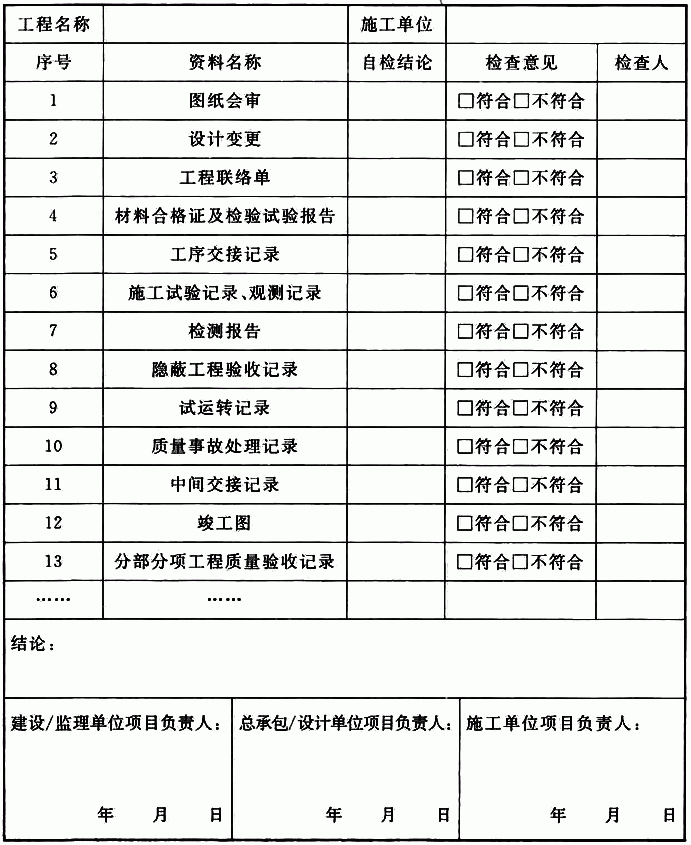 工程名称 施工单位
序号 资料名称 自检结论 检查意见 检查人
1 图纸会审 □符合□不符合
2 设计变更 □符合□不符合
3 工程联络单 □符合□不符合
4 材料合格证及检验试验报告 □符合□不符合
5 工序交接记录 □符合□不符合
6 施工试验记录、观测记录 □符合□不符合
7 检测报告 □符合□不符合
8 隐蔽工程验收记录 □符合□不符合
9 试运转记录 □符合□不符合
10 质量事故处理记录 □符合□不符合
11 中间交接记录 □符合□不符合
12 竣工图 □符合□不符合
13 分部分项工程质量验收记录 □符合□不符合
…… ……
结论：
建设/监理单位项目负责人： 总承包/设计单位项目负责人： 施工单位项目负责人：
年 月 日 年 月 日 年 月 日